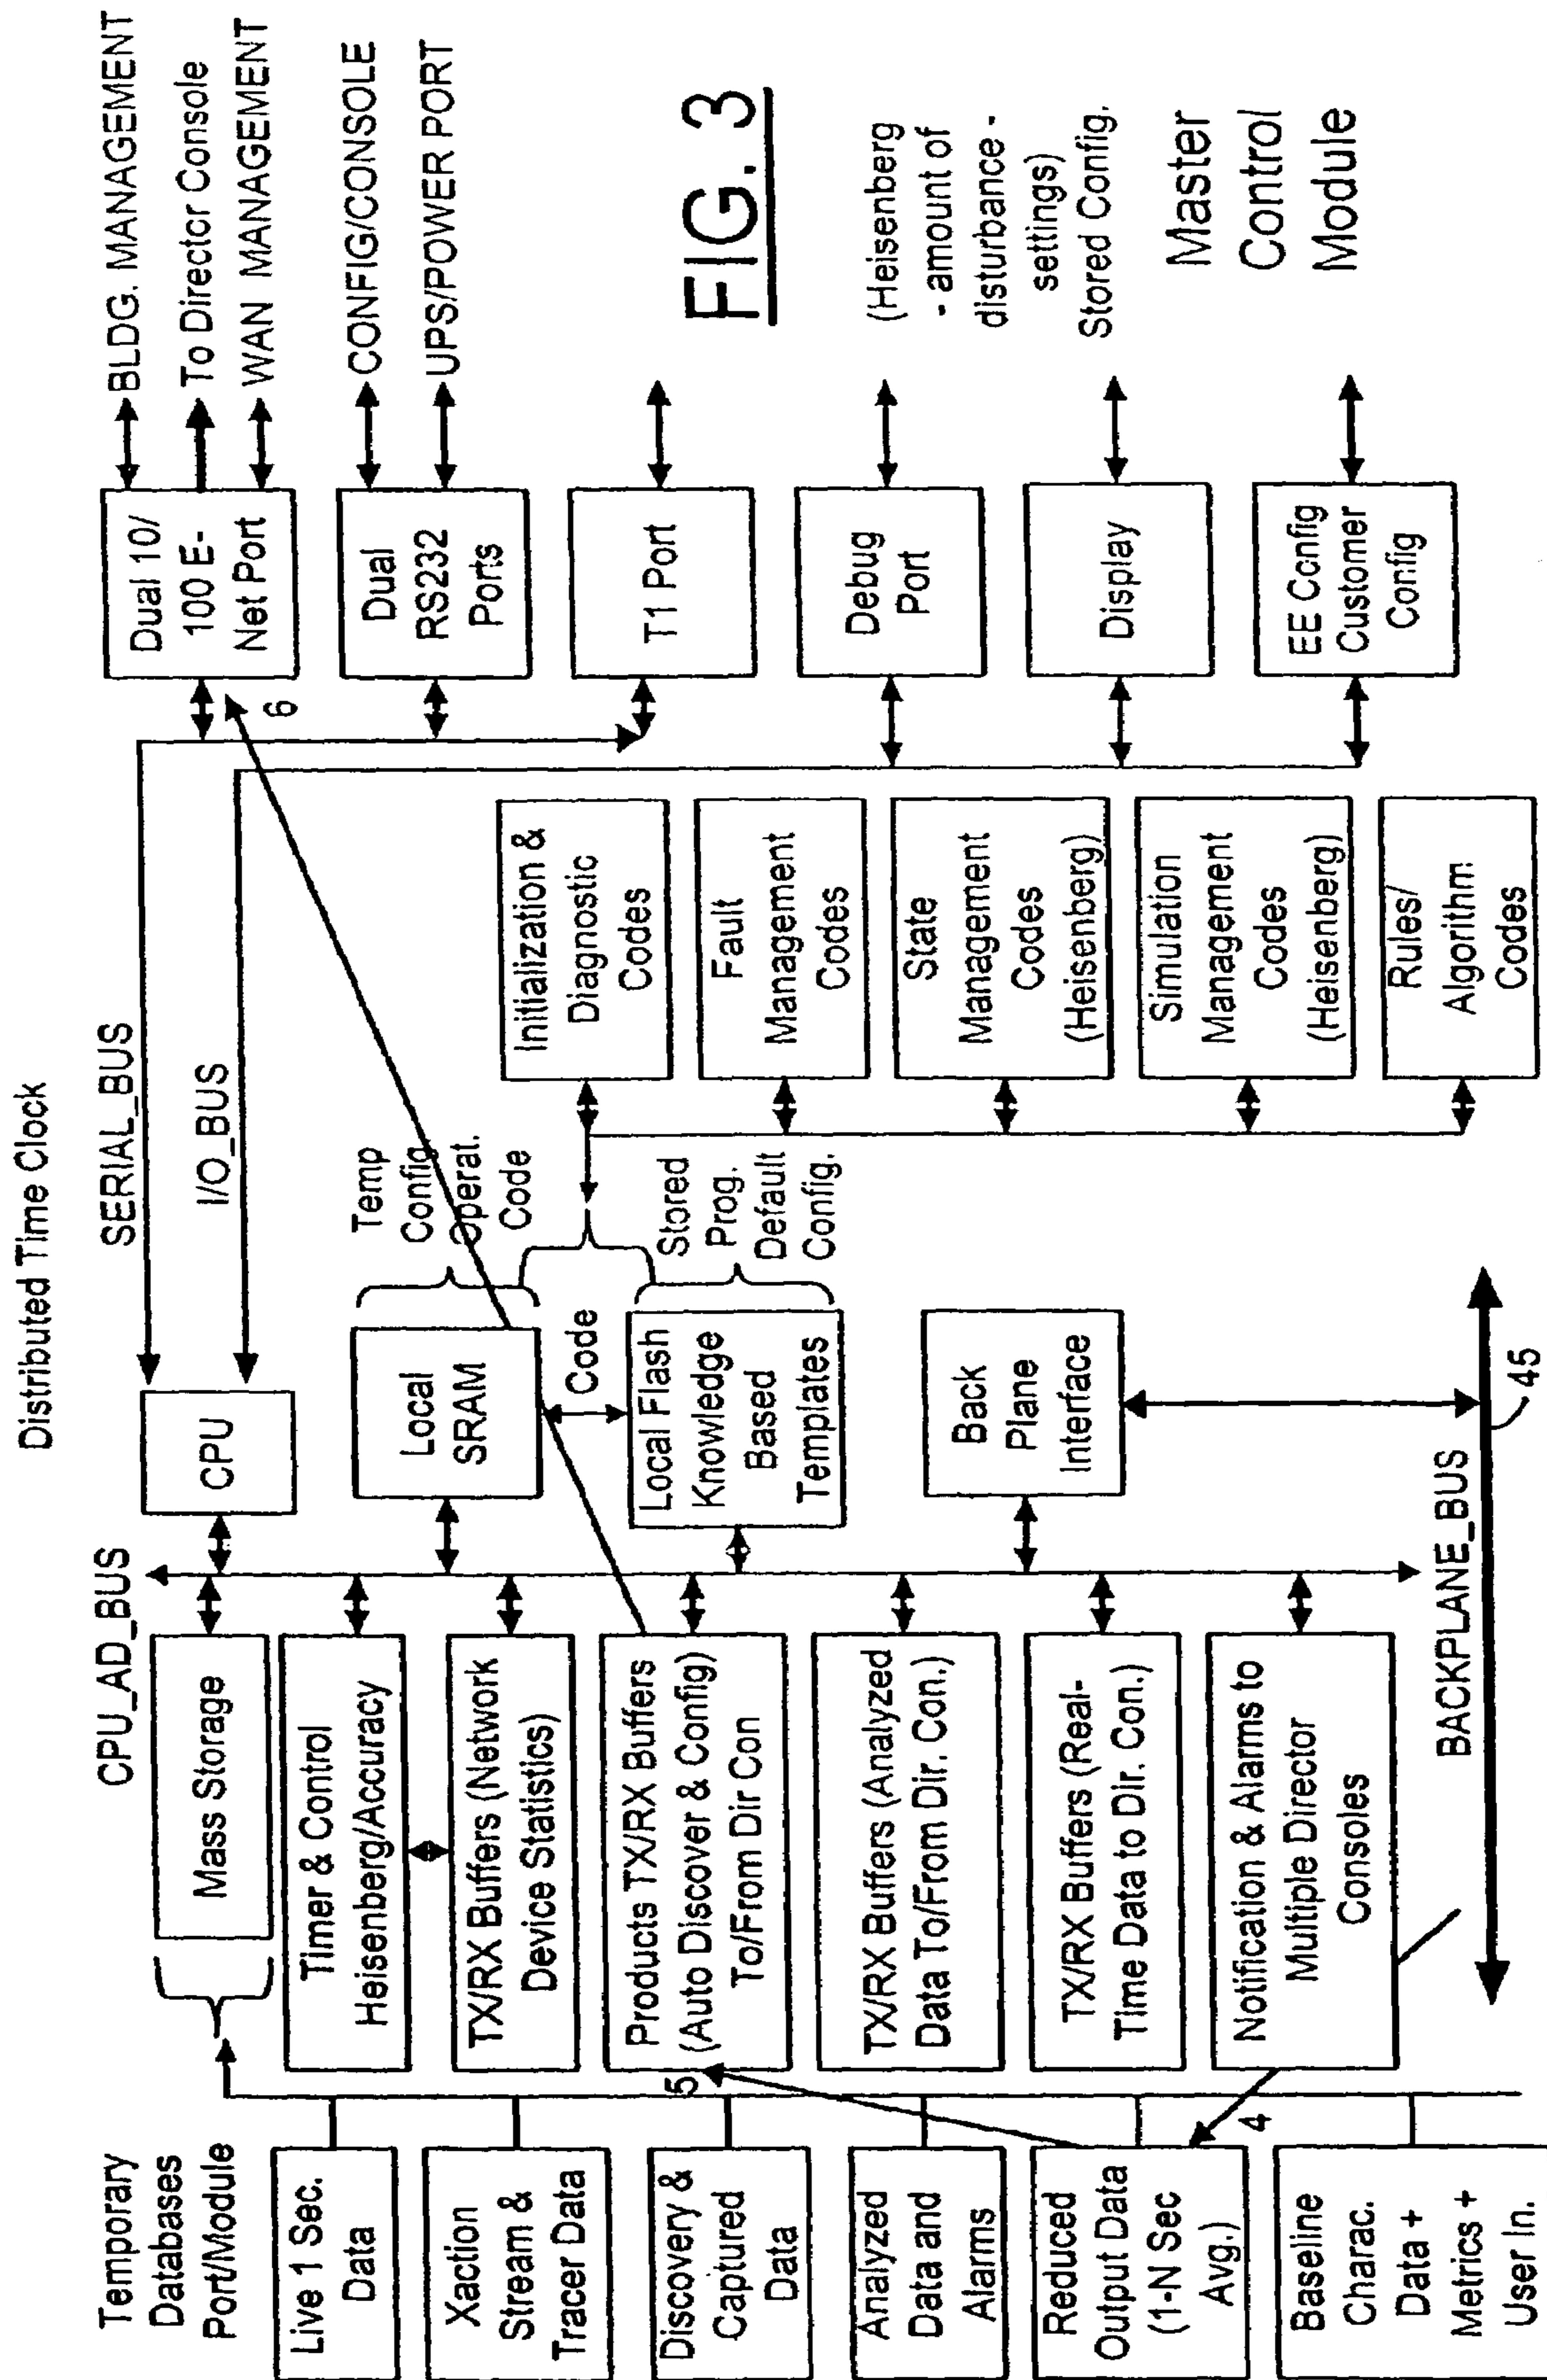 Distributed Time Clock
Temporary
Databases
Port/Module
Live 1 Sec.
Data
Xaction
Stream &
Tracer Data
Discovery &
Captured
Data
Analyzed
Data and
Alarms
Reduced
Output Data
(1-N Sec
Avg.)
Baseline
Charac.
Data +
Metrics +
User In.
4
5
CPU_AD_BUS
Mass Storage
Timer & Control
Heisenberg/Accuracy
TX/RX Buffers (Network
Device Statistics)
Products TX/RX Buffers
(Auto Discover & Config)
To/From Dir Con
TX/RX Buffers (Analyzed
Data To/From Dir. Con.)
TX/RX Buffers (Real-
Time Data to Dir. Con.)
Notification & Alarms to
Multiple Director
Consoles
BACKPLANE_BUS
45
CPU
Local
SRAM
Code
Local Flash
Knowledge
Based
Templates
Back
Plane
Interface
SERIAL_BUS
I/O_BUS
Temp
Config.
Operat.
Code
Stored
Prog.
Default
Config.
Initialization &
Diagnostic
Codes
Fault
Management
Codes
State
Management
Codes
(Heisenberg)
Simulation
Management
Codes
(Heisenberg)
Rules/
Algorithm
Codes
6
Dual 10/
100 E-
Net Port
Dual
RS232
Ports
T1 Port
Debug
Port
Display
EE Config
Customer
Config
BLDG. MANAGEMENT
To Director Console
WAN MANAGEMENT
CONFIG/CONSOLE
UPS/POWER PORT
FIG. 3
(Heisenberg
- amount of
disturbance -
settings)
Stored Config.
Master
Control
Module